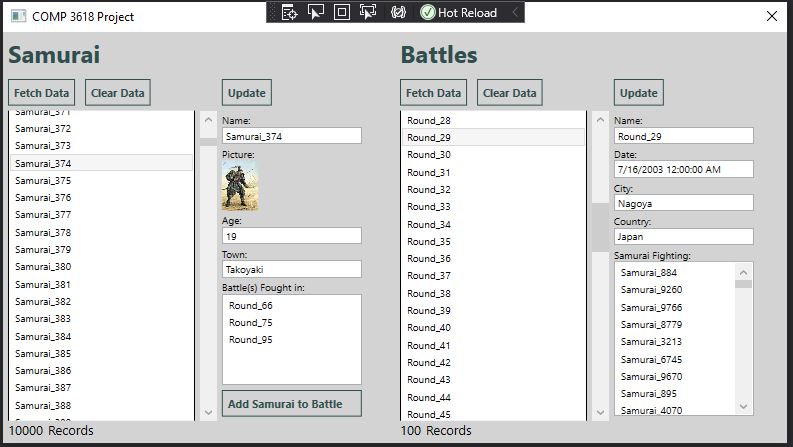 COMP 3618 Project
Hot Reload
Samurai
Fetch Data
Clear Data
Update
Samurai_371
Samurai_372
Samurai_373
Samurai_374
Samurai_375
Samurai_376
Samurai_377
Samurai_378
Samurai_379
Samurai_380
Samurai_381
Samurai_382
Samurai_383
Samurai_384
Samurai_385
Samurai_386
Samurai_387
Samurai_388
10000 Records
Name:
Samurai_374
Picture:
Age:
19
Town:
Takoyaki
Battle(s) Fought in:
Round_66
Round_75
Round_95
Add Samurai to Battle
Battles
Fetch Data
Clear Data
Update
Round_28
Round_29
Round_30
Round_31
Round_32
Round_33
Round_34
Round_35
Round_36
Round_37
Round_38
Round_39
Round_40
Round_41
Round_42
Round_43
Round_44
Round_45
100 Records
Name:
Round_29
Date:
7/16/2003 12:00:00 AM
City:
Nagoya
Country:
Japan
Samurai Fighting:
Samurai_884
Samurai_9260
Samurai_9766
Samurai_8779
Samurai_3213
Samurai_6745
Samurai_9670
Samurai_895
Samurai_4070